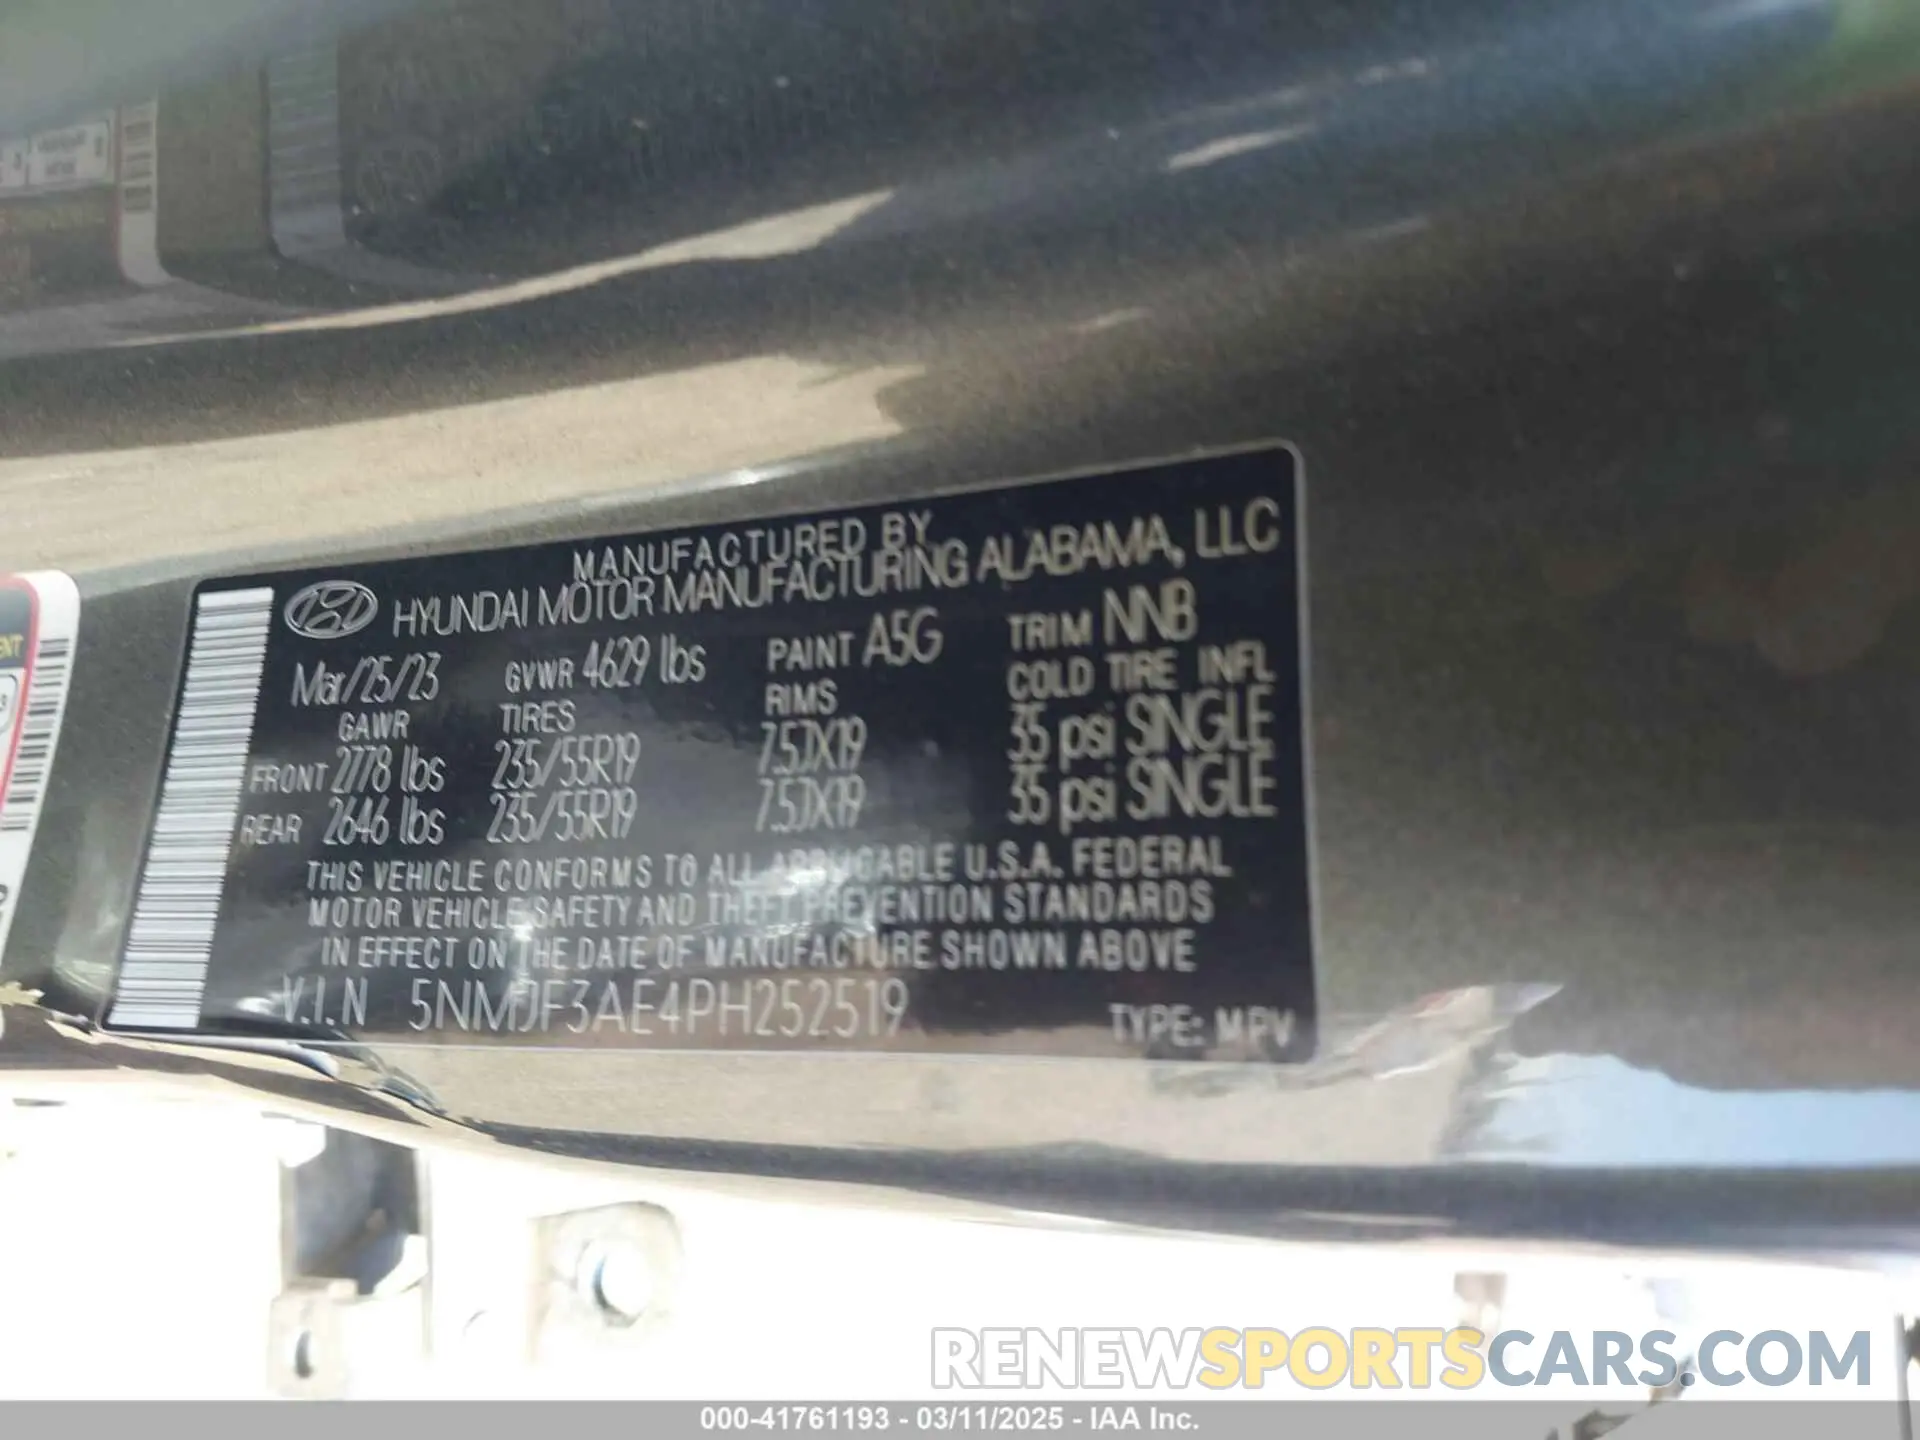 MANUFACTURED BY
HYUNDAI MOTOR MANUFACTURING ALABAMA, LLC
Mar/25/23 GVWR 4629 lbs PAINT A5G TRIM NNB
GAWR TIRES RIMS COLD TIRE INFL
FRONT 2778 lbs 235/55R19 7.5JX19 35 psi SINGLE
REAR 2646 lbs 235/55R19 7.5JX19 35 psi SINGLE
THIS VEHICLE CONFORMS TO ALL APPLICABLE U.S.A. FEDERAL
MOTOR VEHICLE SAFETY AND THEFT PREVENTION STANDARDS
IN EFFECT ON THE DATE OF MANUFACTURE SHOWN ABOVE
V.I.N 5NMJF3AE4PH252519 TYPE: MPV
RENEWSPORTSCARS.COM
000-41761193 - 03/11/2025 - IAA Inc.